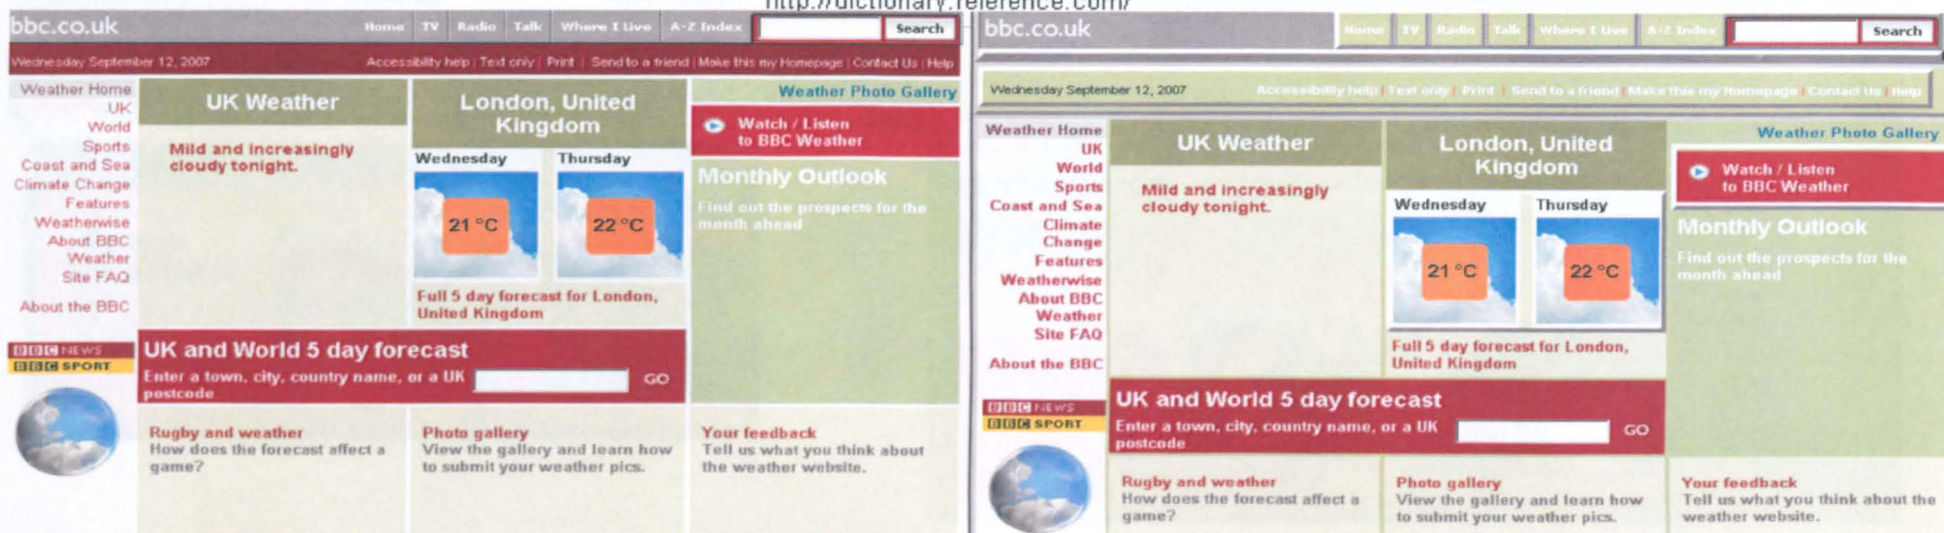 http://dictionary.reference.com/
bbc.co.uk
Home TV Radio Talk Where I Live A-Z Index Search
Wednesday September 12, 2007 Accessibility help | Text only | Print | Send to a friend | Make this my Homepage | Contact Us | Help
Weather Home
UK
World
Sports
Coast and Sea
Climate Change
Features
Weatherwise
About BBC
Weather
Site FAQ
About the BBC
BBC NEWS
BBC SPORT
UK Weather
Mild and increasingly
cloudy tonight.
London, United
Kingdom
Wednesday Thursday
21 °C 22 °C
Full 5 day forecast for London,
United Kingdom
Weather Photo Gallery
Watch / Listen
to BBC Weather
Monthly Outlook
Find out the prospects for the
month ahead
UK and World 5 day forecast
Enter a town, city, country name, or a UK GO
postcode
Rugby and weather
How does the forecast affect a
game?
Photo gallery
View the gallery and learn how
to submit your weather pics.
Your feedback
Tell us what you think about
the weather website.
bbc.co.uk
Home TV Radio Talk Where I Live A-Z Index Search
Wednesday September 12, 2007 Accessibility help | Text only | Print | Send to a friend | Make this my Homepage | Contact Us | Help
Weather Home
UK
World
Sports
Coast and Sea
Climate
Change
Features
Weatherwise
About BBC
Weather
Site FAQ
About the BBC
BBC NEWS
BBC SPORT
UK Weather
Mild and increasingly
cloudy tonight.
London, United
Kingdom
Wednesday Thursday
21 °C 22 °C
Full 5 day forecast for London,
United Kingdom
Weather Photo Gallery
Watch / Listen
to BBC Weather
Monthly Outlook
Find out the prospects for the
month ahead
UK and World 5 day forecast
Enter a town, city, country name, or a UK GO
postcode
Rugby and weather
How does the forecast affect a
game?
Photo gallery
View the gallery and learn how
to submit your weather pics.
Your feedback
Tell us what you think about the
weather website.